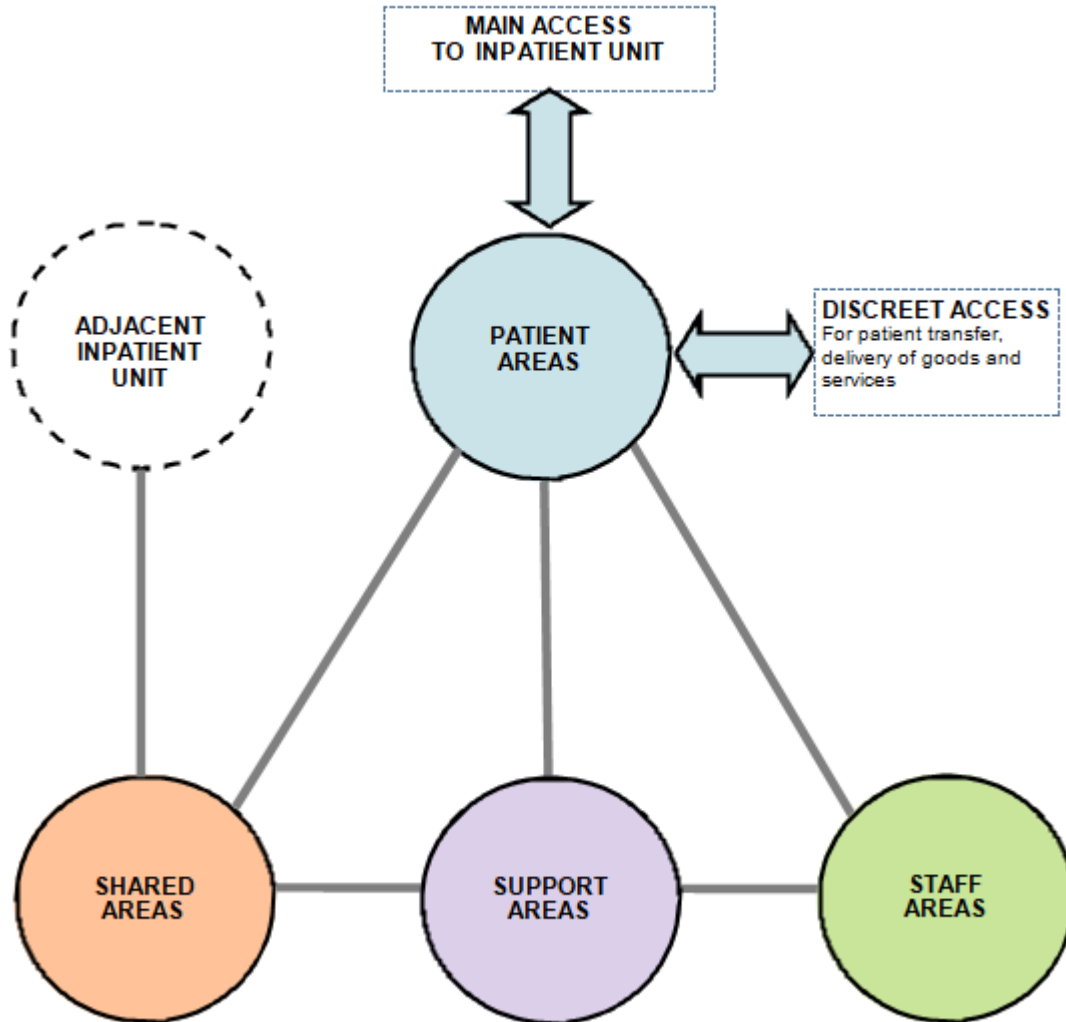 MAIN ACCESS
TO INPATIENT UNIT
ADJACENT
INPATIENT
UNIT
PATIENT
AREAS
DISCREET ACCESS
For patient transfer,
delivery of goods and
services
SHARED
AREAS
SUPPORT
AREAS
STAFF
AREAS